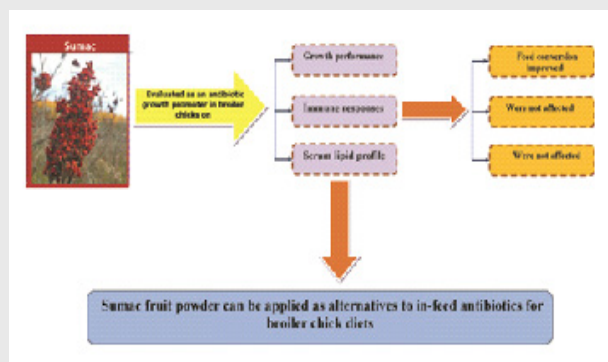 Sumac
Evaluated as an antibiotic
growth promoter in broiler
chicks on
Growth performance
Immune responses
Serum lipid profile
Feed conversion
improved
Were not affected
Were not affected
Sumac fruit powder can be applied as alternatives to in-feed antibiotics for
broiler chick diets